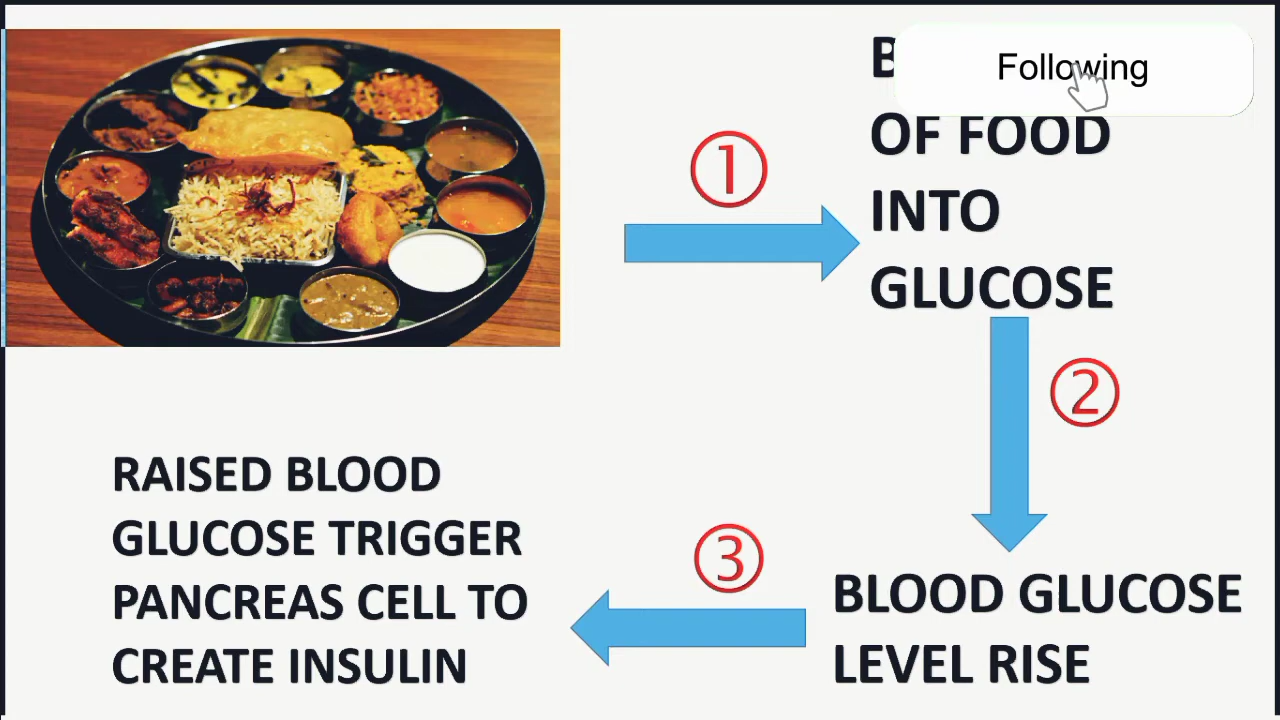 Following
①
OF FOOD
INTO
GLUCOSE
②
BLOOD GLUCOSE
LEVEL RISE
③
RAISED BLOOD
GLUCOSE TRIGGER
PANCREAS CELL TO
CREATE INSULIN